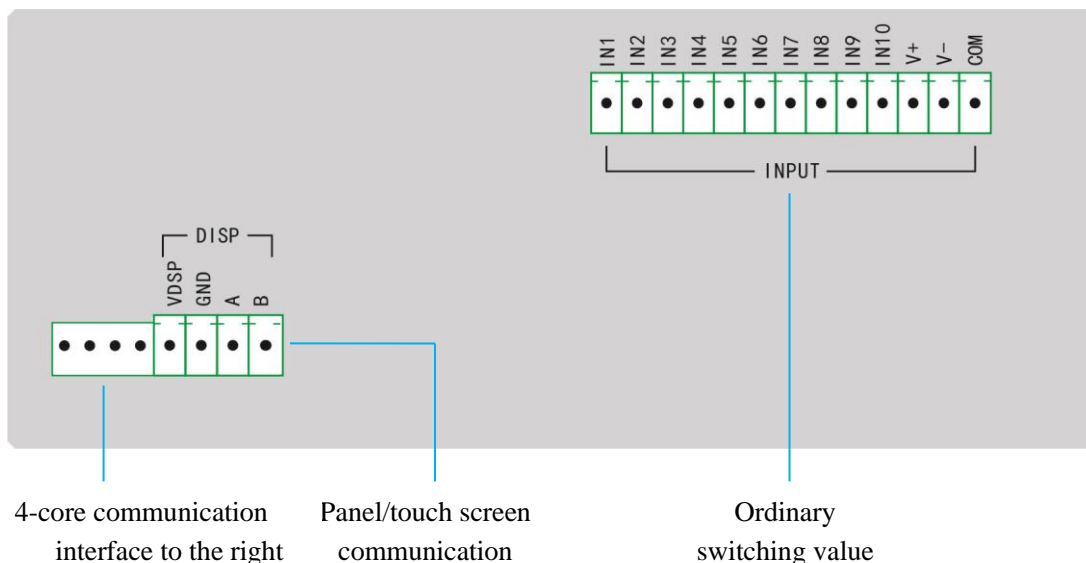 IN1 IN2 IN3 IN4 IN5 IN6 IN7 IN8 IN9 IN10 V+ V- COM
INPUT
DISP
VDSP GND A B
4-core communication
interface to the right
Panel/touch screen
communication
Ordinary
switching value